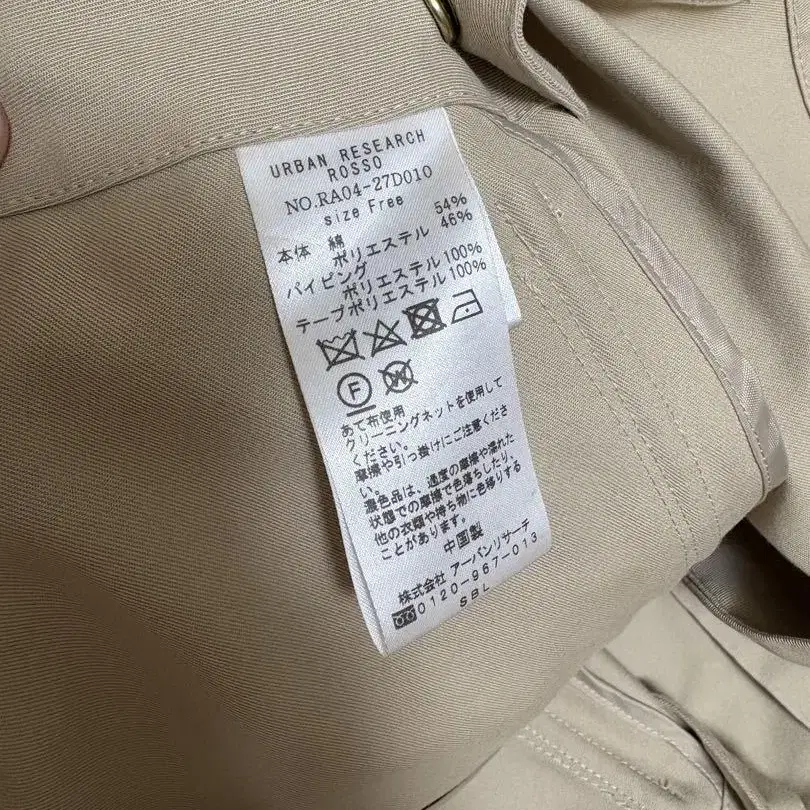 URBAN RESEARCH
ROSSO
NO.RA04-27D010
size Free
本体 綿 54%
ポリエステル 46%
パイピング
ポリエステル 100%
テープポリエステル 100%
F W
あて布使用
クリーニングネットを使用して
ください。
摩擦や引っ掛けにご注意くださ
い。
濃色品は、過度の摩擦や濡れた
状態での摩擦で色落ちしたり、
他の衣類や持ち物に色移りする
ことがあります。
中国製
株式会社 アーバンリサーチ
0120-967-013
SBL